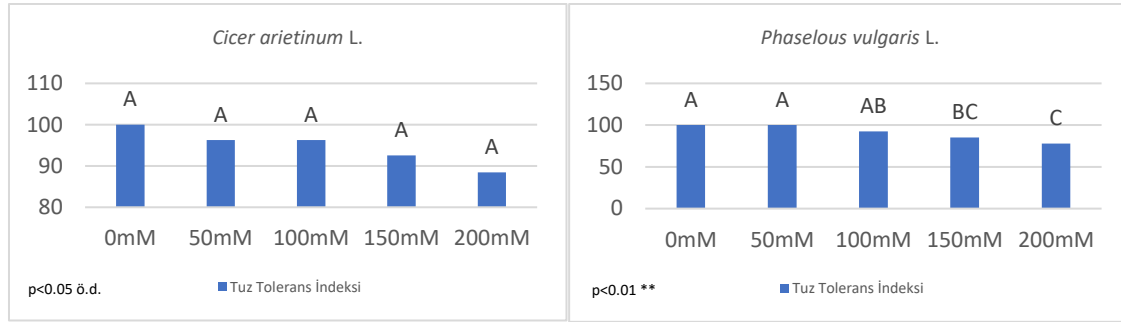 Cicer arietinum L.
110
100
90
80
A
A
A
A
A
0mM 50mM 100mM 150mM 200mM
p<0.05 ö.d.
Tuz Tolerans İndeksi
Phaselous vulgaris L.
150
100
50
0
A
A
AB
BC
C
0mM 50mM 100mM 150mM 200mM
p<0.01 **
Tuz Tolerans İndeksi